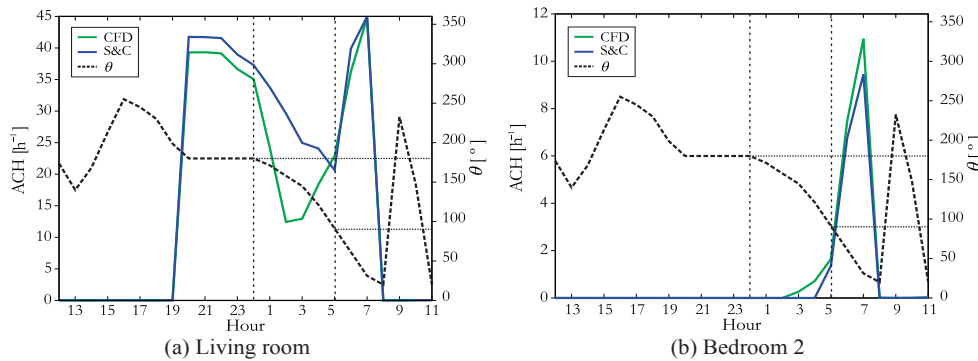 45
40
35
30
25
20
15
10
5
0
ACH [h⁻¹]
CFD
S&C
θ
350
300
250
200
150
100
50
0
θ [ ° ]
13 15 17 19 21 23 1 3 5 7 9 11
Hour
(a) Living room
12
10
8
6
4
2
0
ACH [h⁻¹]
CFD
S&C
θ
350
300
250
200
150
100
50
0
θ [ ° ]
13 15 17 19 21 23 1 3 5 7 9 11
Hour
(b) Bedroom 2